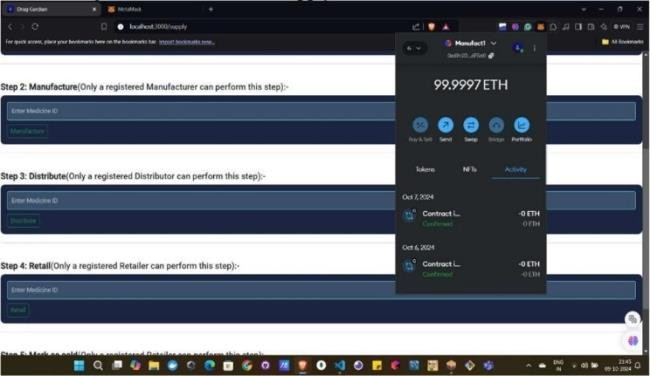 Drug Gardian
MetaMask
localhost:3000/supply
VPN
For quick access, place your bookmarks here on the bookmarks bar. Import bookmarks now...
All Bookmarks
Step 2: Manufacture(Only a registered Manufacturer can perform this step):-
Enter Medicine ID
Manufacture
Step 3: Distribute(Only a registered Distributor can perform this step):-
Enter Medicine ID
Distribute
Step 4: Retail(Only a registered Retailer can perform this step):-
Enter Medicine ID
Retail
Step 5: Mark as sold(Only a registered Retailer can perform this step):-
Manufact1
99.9997 ETH
Buy & Sell
Send
Swap
Bridge
Portfolio
Tokens
NFTs
Activity
Oct 7, 2024
Contract i...
-0 ETH
Confirmed
-0 ETH
Oct 6, 2024
Contract i...
-0 ETH
Confirmed
-0 ETH
ENG
IN
23:45
09-10-2024